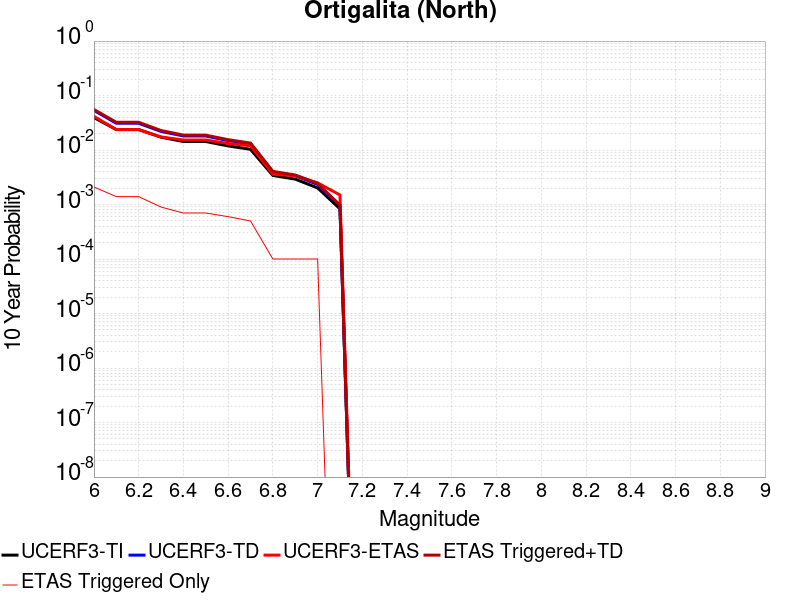 Ortigalita (North)
10 0
10 -1
10 -2
10 -3
10 -4
10 -5
10 -6
10 -7
10 -8
10 Year Probability
6 6.2 6.4 6.6 6.8 7 7.2 7.4 7.6 7.8 8 8.2 8.4 8.6 8.8 9
Magnitude
UCERF3-TI UCERF3-TD UCERF3-ETAS ETAS Triggered+TD
ETAS Triggered Only